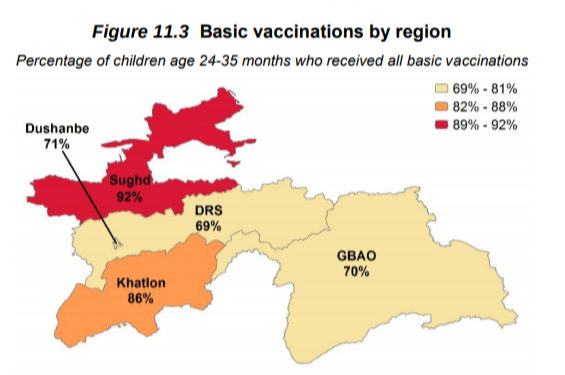 Figure 11.3 Basic vaccinations by region
Percentage of children age 24-35 months who received all basic vaccinations
69% - 81%
82% - 88%
89% - 92%
Dushanbe
71%
Sughd
92%
DRS
69%
GBAO
70%
Khatlon
86%